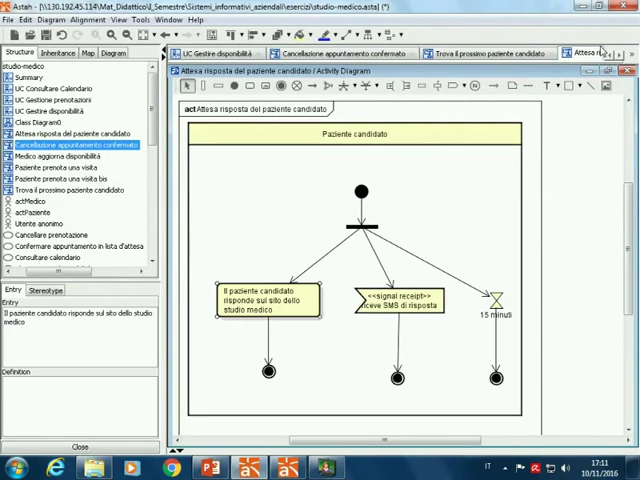 Astah - [\\130.192.45.114\Mat_Didattico\I_Semestre\Sistemi_informativi_aziendali\esercizi\studio-medico.asta] (*)
File Edit Diagram Alignment View Tools Window Help
Structure Inheritance Map Diagram
UC Gestire disponibilità
Cancellazione appuntamento confermato
Trova il prossimo paziente candidato
Attesa ri
Attesa risposta del paziente candidato / Activity Diagram
studio-medico
Summary
UC Consultare Calendario
UC Gestione prenotazioni
UC Gestire disponibilità
Class Diagram0
Attesa risposta del paziente candidato
Cancellazione appuntamento confermato
Medico aggiorna disponibilità
Paziente prenota una visita
Paziente prenota una visita bis
Trova il prossimo paziente candidato
actMedico
actPaziente
Utente anonimo
Cancellare prenotazione
Confermare appuntamento in lista d'attesa
Consultare calendario
Entry Stereotype
Entry
Il paziente candidato risponde sul sito dello studio
medico
Definition
Close
act Attesa risposta del paziente candidato
Paziente candidato
Il paziente candidato
risponde sul sito dello
studio medico
<<signal receipt>>
riceve SMS di risposta
15 minuti
IT
17:11
10/11/2016